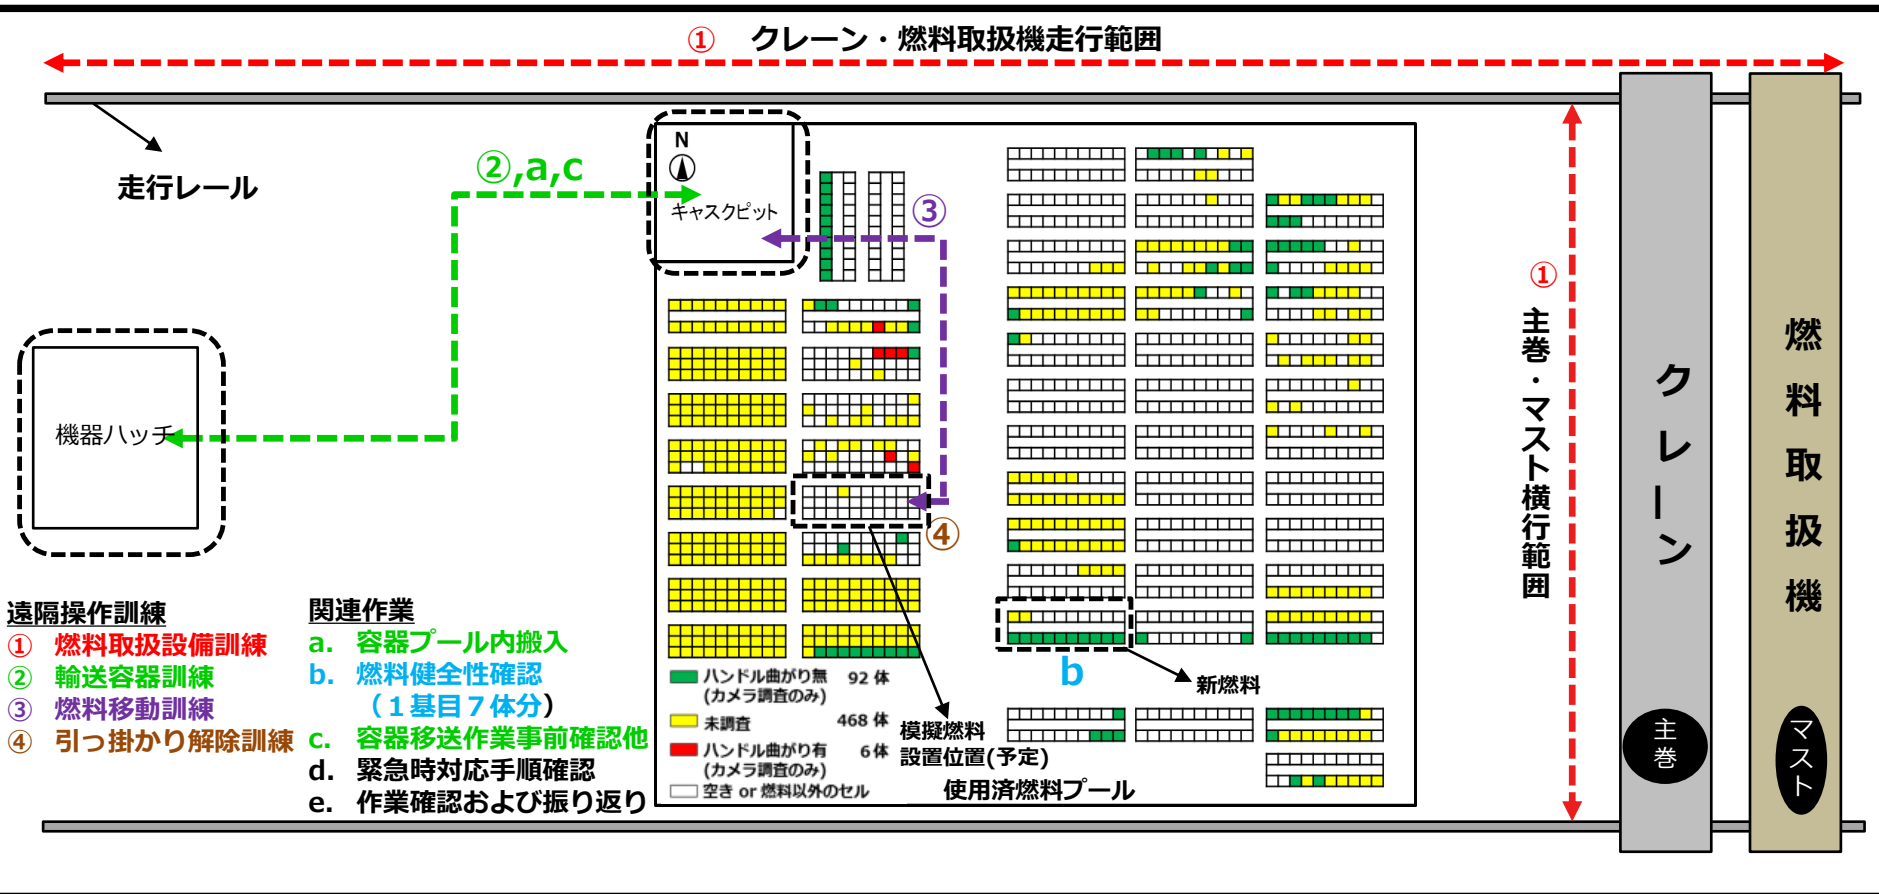 ① クレーン・燃料取扱機走行範囲
走行レール
②,a,c
N
キャスクピット
③
機器ハッチ
④
① 主巻・マスト横行範囲
クレーン
主巻
燃料取扱機
マスト
遠隔操作訓練
① 燃料取扱設備訓練
② 輸送容器訓練
③ 燃料移動訓練
④ 引っ掛かり解除訓練
関連作業
a. 容器プール内搬入
b. 燃料健全性確認
（１基目７体分）
c. 容器移送作業事前確認他
d. 緊急時対応手順確認
e. 作業確認および振り返り
ハンドル曲がり無 92 体
(カメラ調査のみ)
未調査 468 体
ハンドル曲がり有 6 体
(カメラ調査のみ)
空き or 燃料以外のセル
模擬燃料
設置位置(予定)
使用済燃料プール
b
新燃料